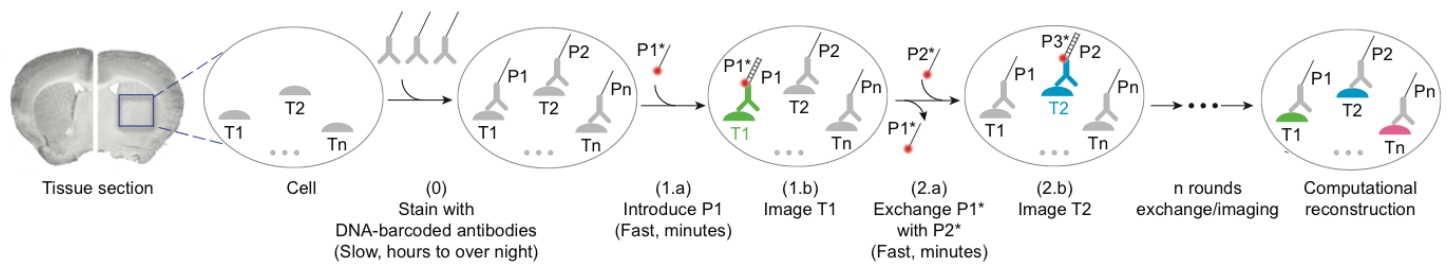 T1
T2
Tn
P1
P2
Pn
T1
T2
Tn
P1*
P1*
P1
P2
Pn
T1
T2
Tn
P2*
P1*
P1
P3*
P2
Pn
T1
T2
Tn
P1
P2
Pn
T1
T2
Tn
Tissue section
Cell
(0)
Stain with
DNA-barcoded antibodies
(Slow, hours to over night)
(1.a)
Introduce P1
(Fast, minutes)
(1.b)
Image T1
(2.a)
Exchange P1*
with P2*
(Fast, minutes)
(2.b)
Image T2
n rounds
exchange/imaging
Computational
reconstruction